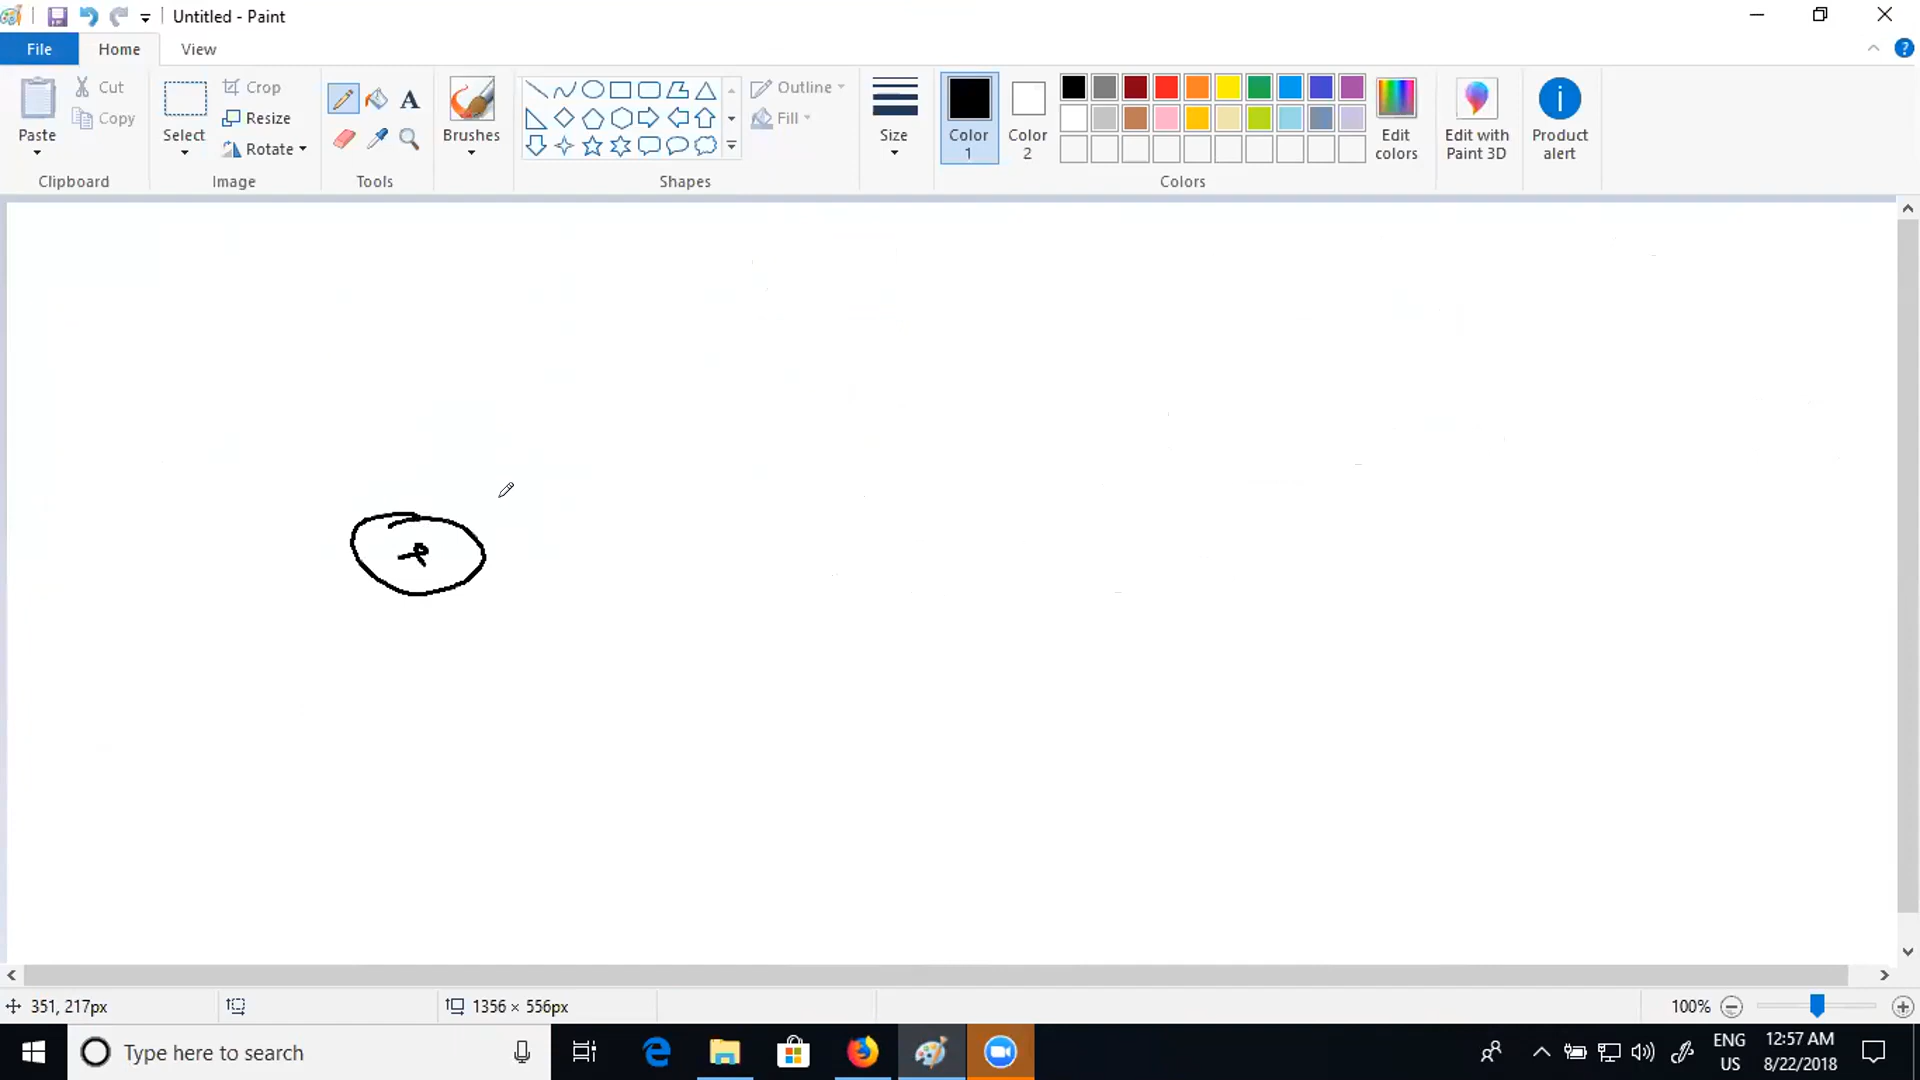 Untitled - Paint
File Home View
Paste Cut Copy Clipboard
Select Crop Resize Rotate Image
Tools
Brushes
Shapes
Outline Fill
Size
Color 1 Color 2
Edit colors
Colors
Edit with Paint 3D
Product alert
351, 217px
1356 × 556px
100%
Type here to search
ENG US
12:57 AM
8/22/2018